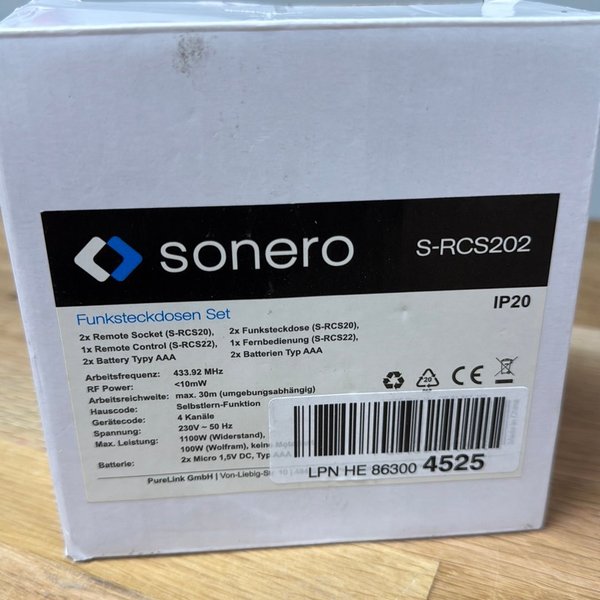 sonero
S-RCS202
IP20
Funksteckdosen Set
2x Remote Socket (S-RCS20), 2x Funksteckdose (S-RCS20),
1x Remote Control (S-RCS22), 1x Fernbedienung (S-RCS22),
2x Battery Typy AAA 2x Batterien Typ AAA
Arbeitsfrequenz: 433.92 MHz
RF Power: <10mW
Arbeitsreichweite: max. 30m (umgebungsabhängig)
Hauscode: Selbstlern-Funktion
Gerätecode: 4 Kanäle
Spannung: 230V ~ 50 Hz
Max. Leistung: 1100W (Widerstand),
100W (Wolfram), keine
Batterie: 2x Micro 1,5V DC, Typ AAA
PureLink GmbH | Von-Liebig-Str. 10 |
20
CE
LPN HE 86300 4525